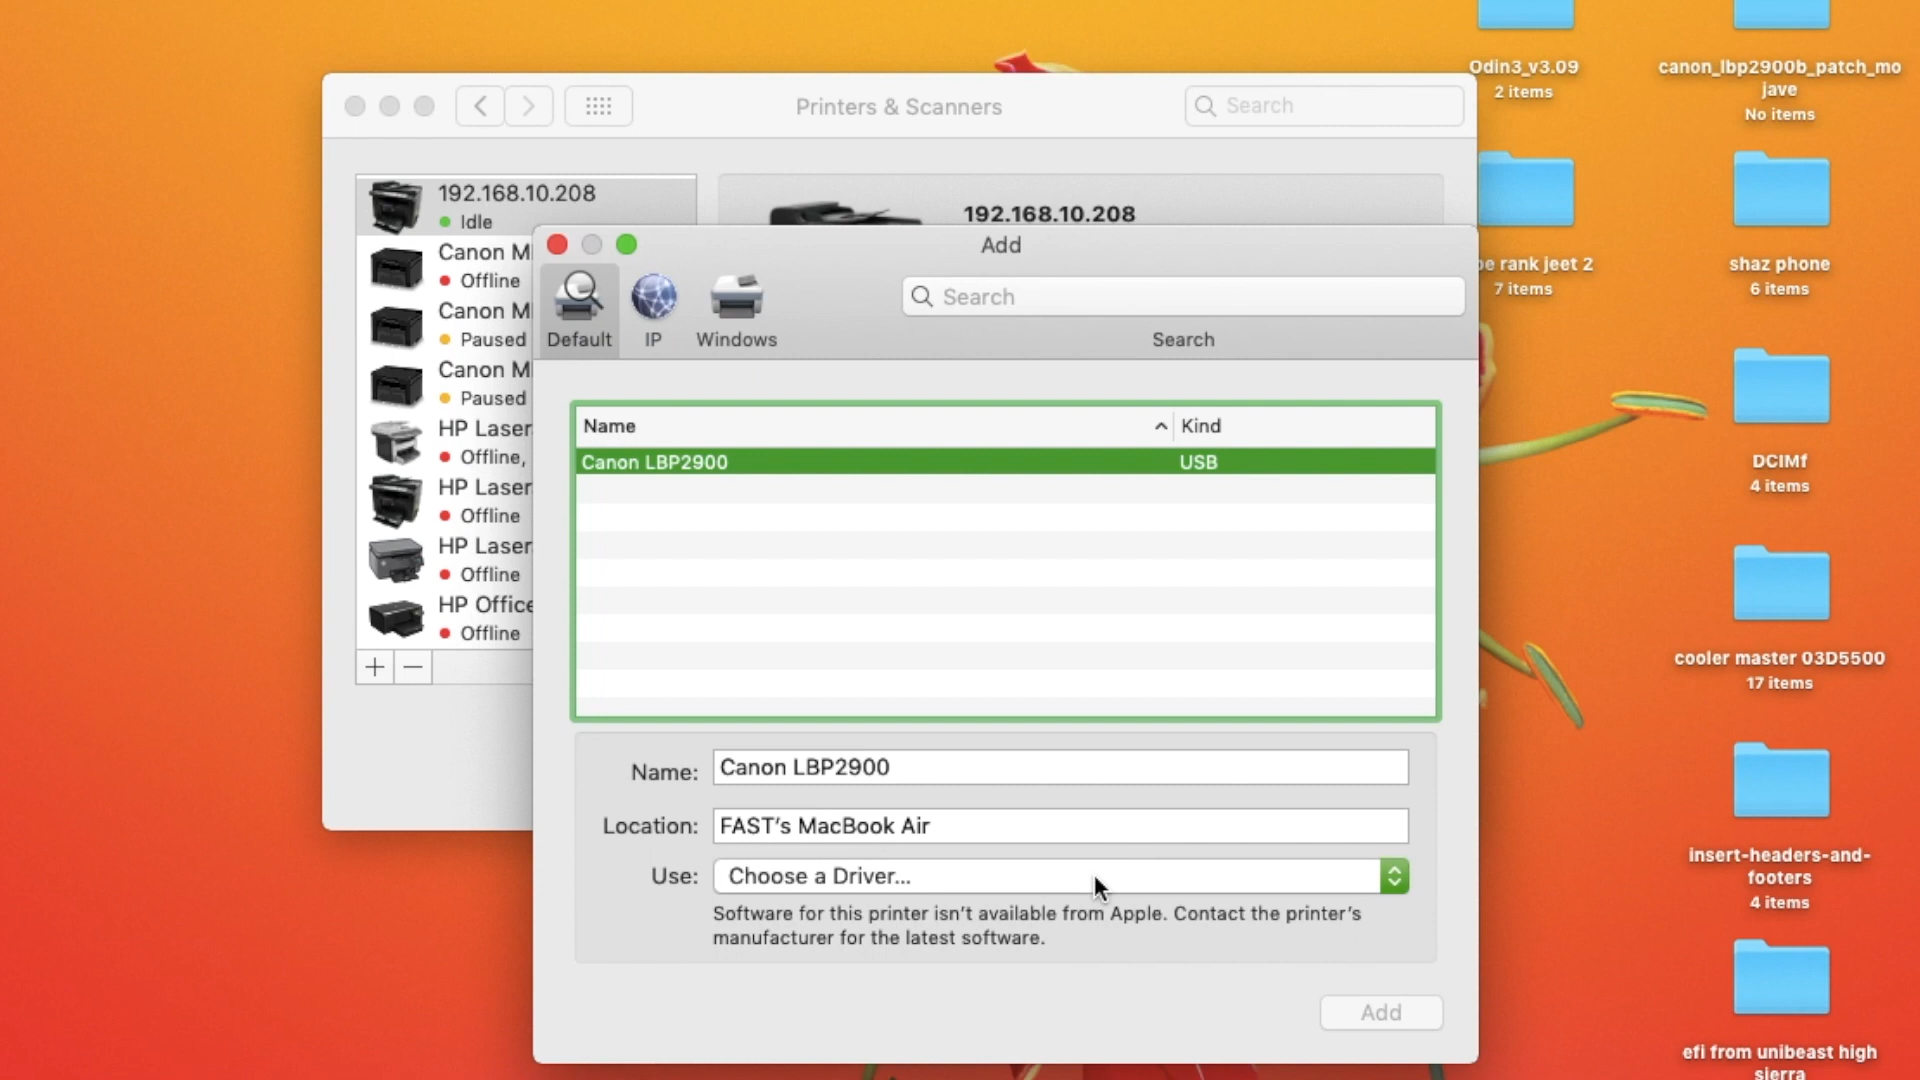 Printers & Scanners
Search
192.168.10.208
Idle
Canon M
Offline
Canon M
Paused
Canon M
Paused
HP Laser
Offline,
HP Laser
Offline
HP Laser
Offline
HP Office
Offline
192.168.10.208
Add
Default
IP
Windows
Search
Search
Name
Kind
Canon LBP2900
USB
Name:
Canon LBP2900
Location:
FAST's MacBook Air
Use:
Choose a Driver...
Software for this printer isn't available from Apple. Contact the printer's
manufacturer for the latest software.
Add
Odin3_v3.09
2 items
canon_lbp2900b_patch_mo
jave
No items
rank jeet 2
7 items
shaz phone
6 items
DCIMf
4 items
cooler master 03D5500
17 items
insert-headers-and-
footers
4 items
efi from unibeast high
sierra